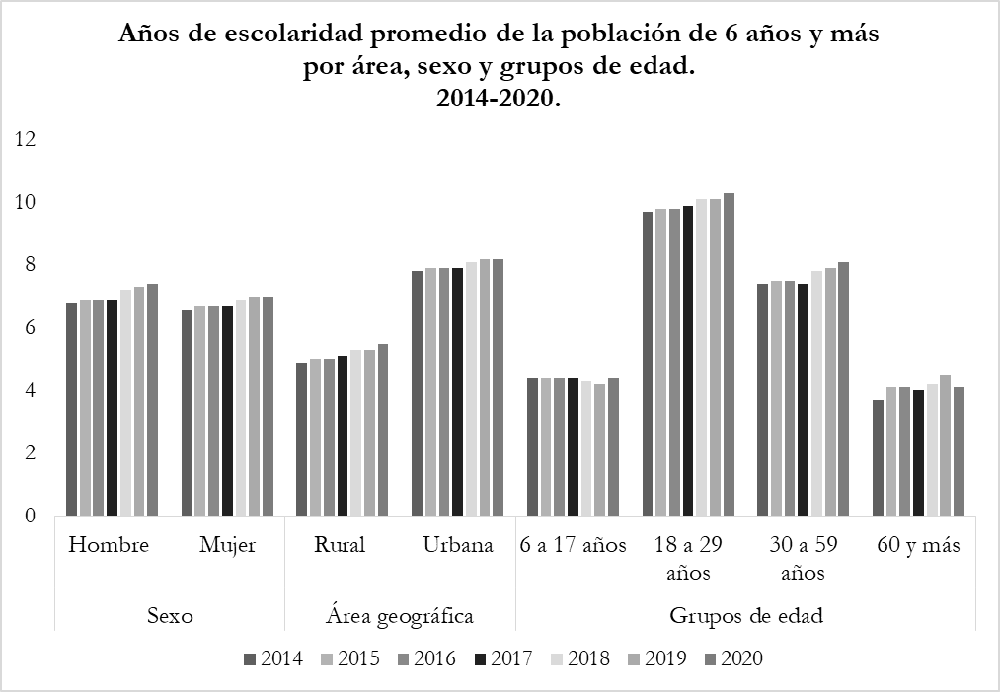 Años de escolaridad promedio de la población de 6 años y más
por área, sexo y grupos de edad.
2014-2020.
12
10
8
6
4
2
0
Hombre Mujer Rural Urbana 6 a 17 años 18 a 29 30 a 59 60 y más
años años
Sexo Área geográfica Grupos de edad
2014 2015 2016 2017 2018 2019 2020